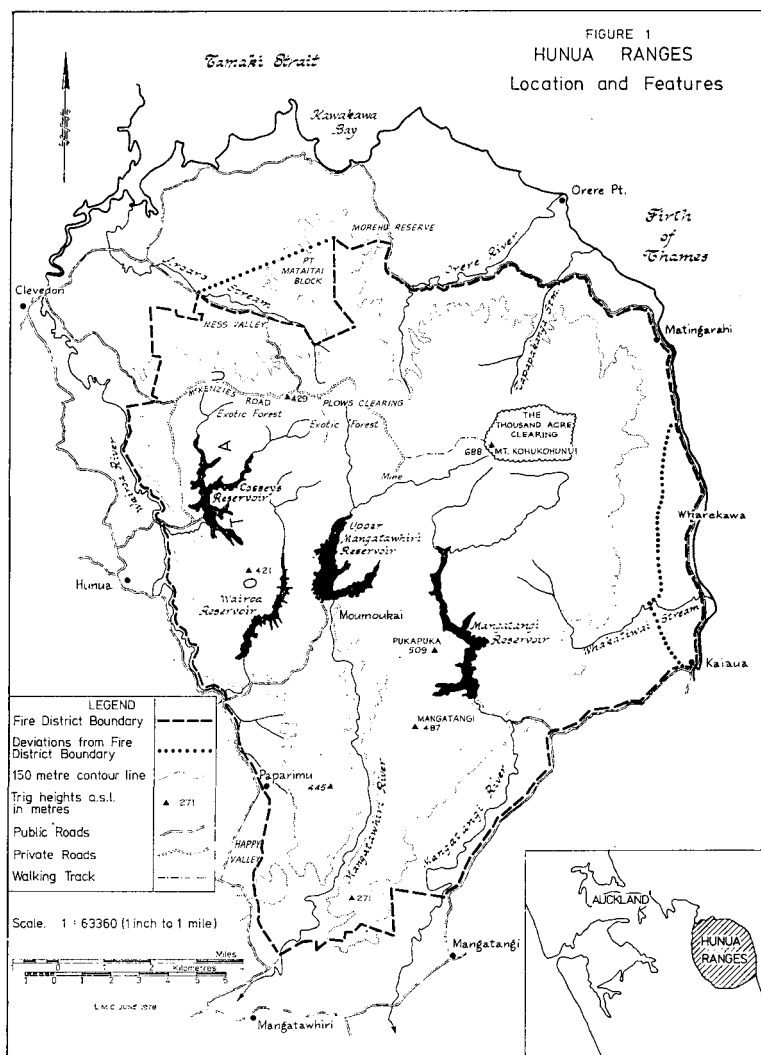 FIGURE 1
HUNUA RANGES
Location and Features
Tamaki Strait
Kawakawa
Bay
Orere Pt.
Firth
of
Thames
MOREHU RESERVE
Orere River
PT
MATAITAI
BLOCK
Stream
Clevedon
NESS VALLEY
Matingarahi
McKENZIES ROAD
429
PLOWS CLEARING
Exotic Forest
Exotic Forest
THE
THOUSAND ACRE
CLEARING
688
MT. KOHUKOHUNUI
Mine
Wairoa River
Cosseys
Reservoir
Wharekawa
Upper
Mangatawhiri
Reservoir
421
Hunua
Wairoa
Reservoir
Moumoukai
Mangatangi
Reservoir
Whakatiwai Stream
PUKAPUKA
509
Kaiaua
MANGATANGI
487
LEGEND
Fire District Boundary
Deviations from Fire
District Boundary
150 metre contour line
Trig heights a.s.l.
in metres
271
Public Roads
Private Roads
Walking Track
Paparimu
445
Mangatawhiri River
Mangatangi River
HAPPY
VALLEY
271
Scale. 1 : 63360 (1 inch to 1 mile)
Miles
Kilometres
L.M.C JUNE 1978
Mangatangi
Mangatawhiri
AUCKLAND
HUNUA
RANGES